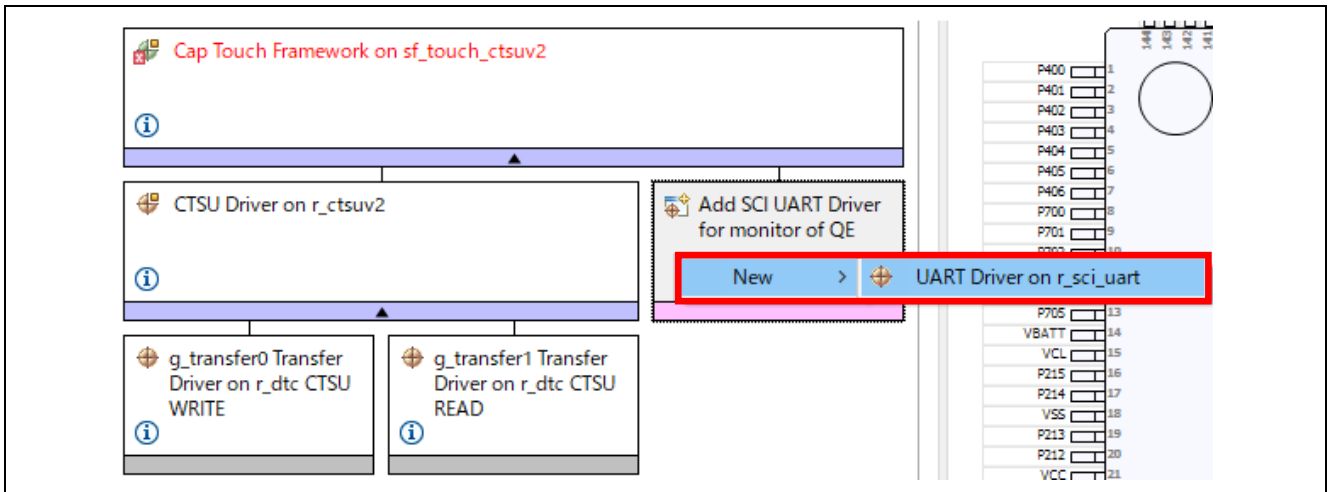 Cap Touch Framework on sf_touch_ctsuv2
CTSU Driver on r_ctsuv2
Add SCI UART Driver
for monitor of QE
New > UART Driver on r_sci_uart
g_transfer0 Transfer
Driver on r_dtc CTSU
WRITE
g_transfer1 Transfer
Driver on r_dtc CTSU
READ
144
143
142
141
P400 1
P401 2
P402 3
P403 4
P404 5
P405 6
P406 7
P700 8
P701 9
P705 13
VBATT 14
VCL 15
P215 16
P214 17
VSS 18
P213 19
P212 20
VCC 21